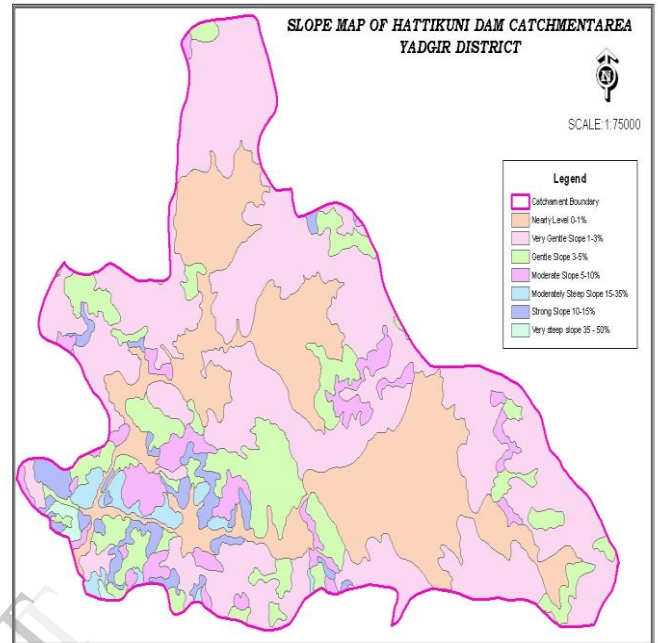 SLOPE MAP OF HATTIKUNI DAM CATCHMENTAREA
YADGIR DISTRICT
N
SCALE:1:75000
Legend
Catchament Boundary
Nearly Level 0-1%
Very Gentle Slope 1-3%
Gentle Slope 3-5%
Moderate Slope 5-10%
Moderately Steep Slope 15-35%
Strong Slope 10-15%
Very steep slope 35 - 50%